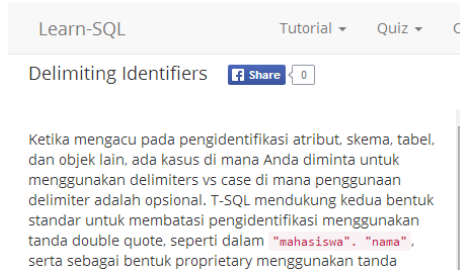 Learn-SQL Tutorial Quiz
Delimiting Identifiers Share 0
Ketika mengacu pada pengidentifikasi atribut, skema, tabel,
dan objek lain, ada kasus di mana Anda diminta untuk
menggunakan delimiters vs case di mana penggunaan
delimiter adalah opsional. T-SQL mendukung kedua bentuk
standar untuk membatasi pengidentifikasi menggunakan
tanda double quote, seperti dalam "mahasiswa". "nama",
serta sebagai bentuk proprietary menggunakan tanda